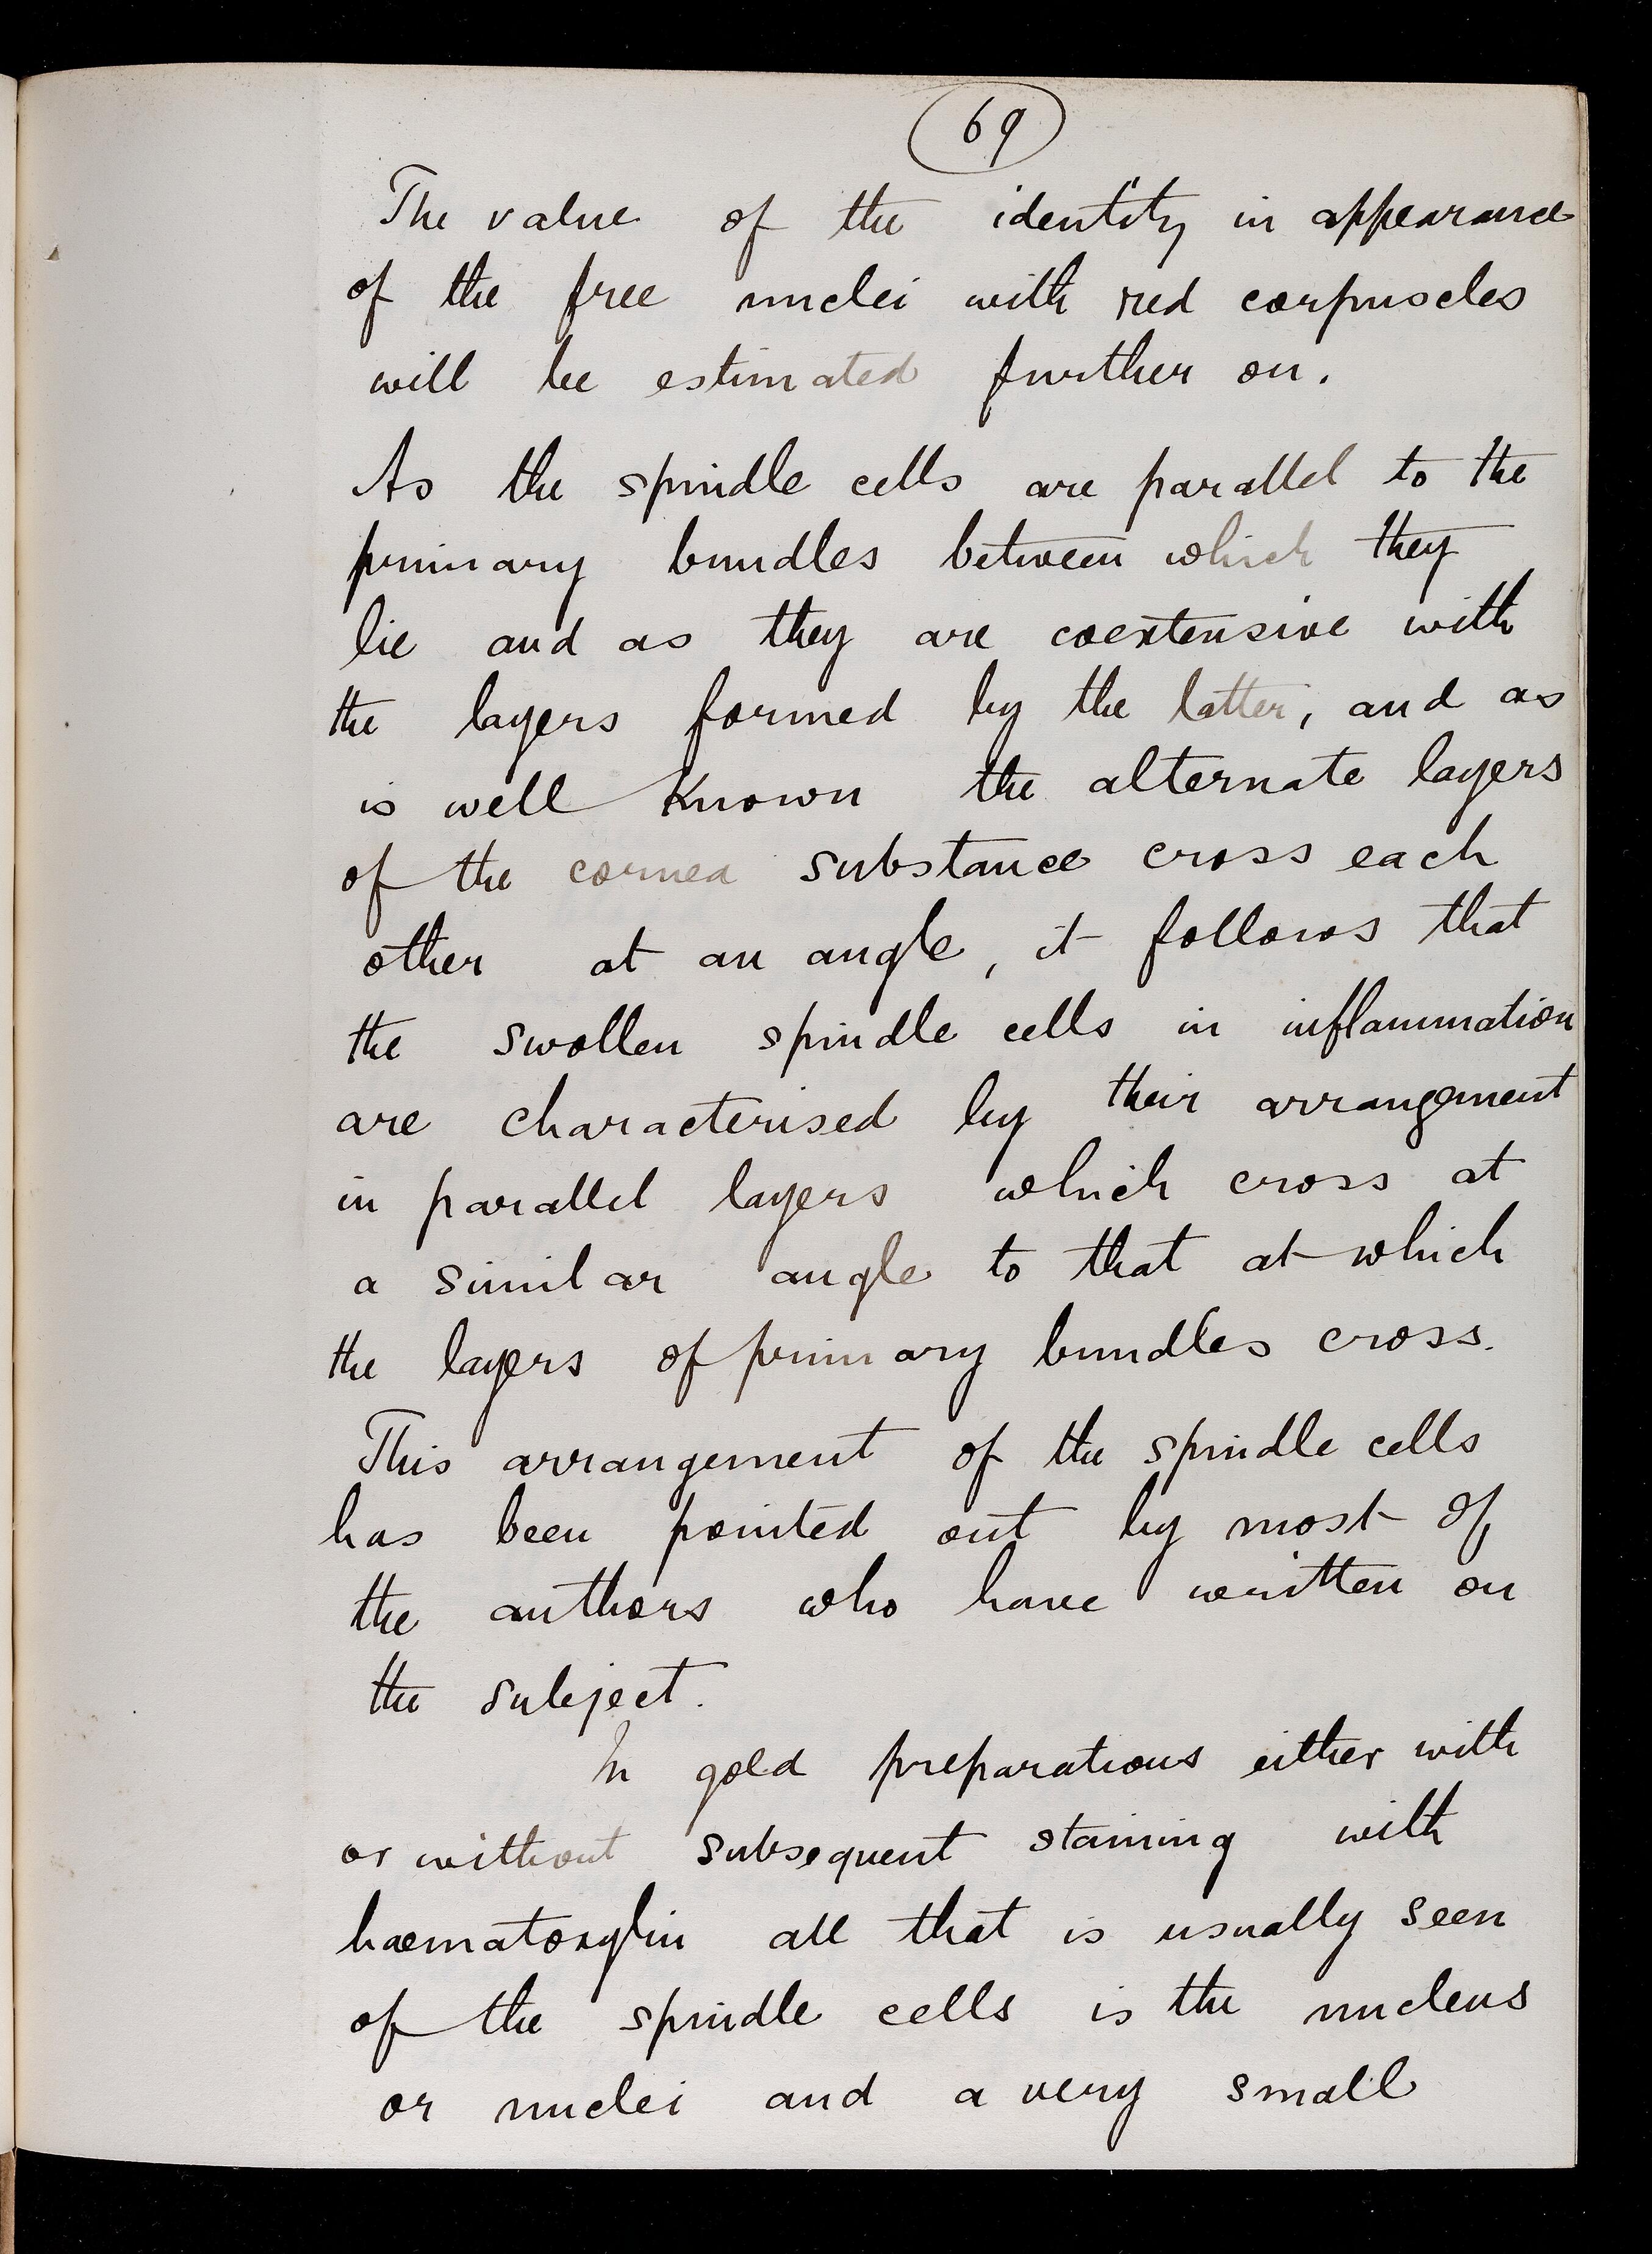 69
The value of the identity in appearance
of the free nuclei with red corpuscles
will be estimated further on.
As the spindle cells are parallel to the
primary bundles between which they
lie and as they are coextensive with
the layers formed by the latter, and as
is well known the alternate layers
of the cornea substance cross each
other at an angle, it follows that
the swollen spindle cells in inflammation
are characterised by their arrangement
in parallel layers which cross at
a similar angle to that at which
the layers of primary bundles cross.
This arrangement of the spindle cells
has been pointed out by most of
the authors who have written on
the subject.
In gold preparations either with
or without subsequent staining with
haematoxylin all that is usually seen
of the spindle cells is the nucleus
or nuclei and a very small